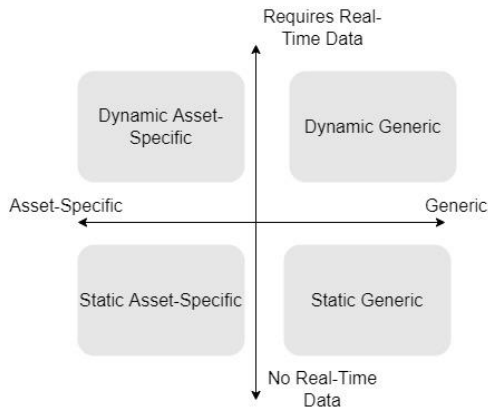 Requires Real-
Time Data
Dynamic Asset-
Specific
Dynamic Generic
Asset-Specific
Generic
Static Asset-Specific
Static Generic
No Real-Time
Data